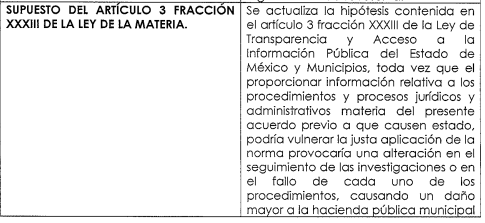 SUPUESTO DEL ARTÍCULO 3 FRACCIÓN
XXXIII DE LA LEY DE LA MATERIA.
Se actualiza la hipótesis contenida en
el artículo 3 fracción XXXIII de la Ley de
Transparencia y Acceso a la
Información Pública del Estado de
México y Municipios, toda vez que el
proporcionar información relativa a los
procedimientos y procesos jurídicos y
administrativos materia del presente
acuerdo previo a que causen estado,
podría vulnerar la justa aplicación de la
norma provocaría una alteración en el
seguimiento de las investigaciones o en
el fallo de cada uno de los
procedimientos, causando un daño
mayor a la hacienda pública municipal